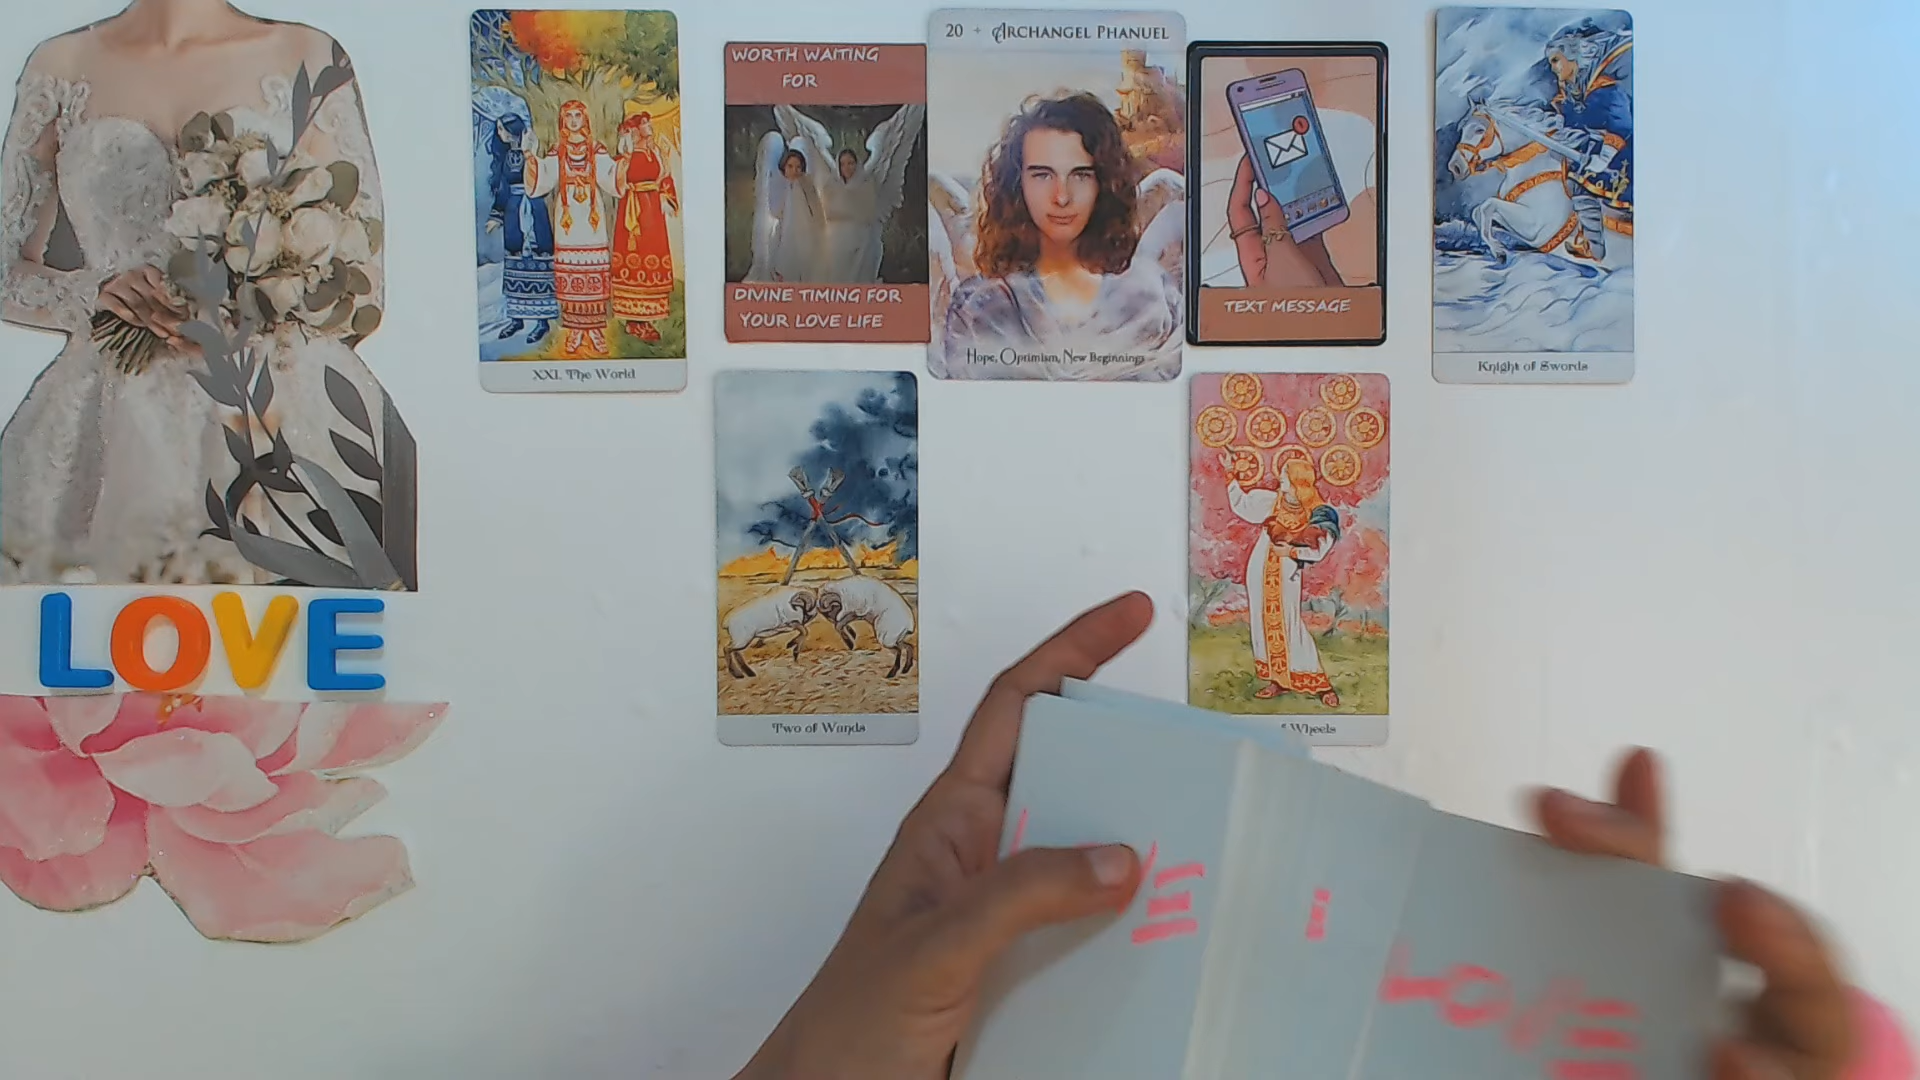 XXI. The World
WORTH WAITING
FOR
DIVINE TIMING FOR
YOUR LOVE LIFE
20 + ARCHANGEL PHANUEL
Hope, Optimism, New Beginnings
TEXT MESSAGE
Knight of Swords
Two of Wands
Wheels
LOVE
LOVE